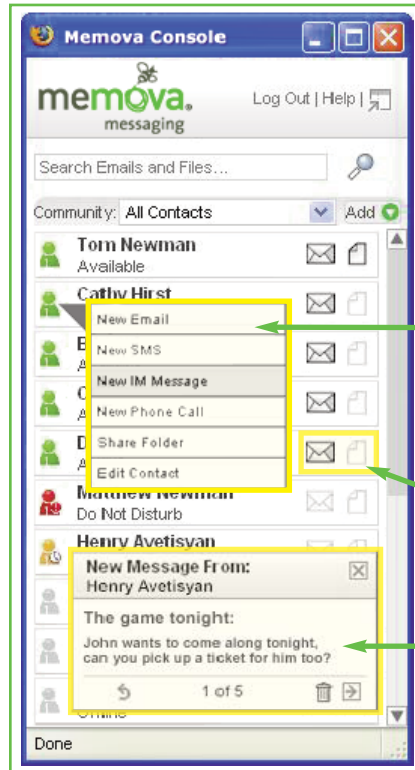 Memova Console
memova.
messaging
Log Out | Help |
Search Emails and Files...
Community: All Contacts Add
Tom Newman
Available
Cathy Hirst
New Email
New SMS
New IM Message
New Phone Call
Share Folder
Edit Contact
Matthew Newman
Do Not Disturb
Henry Avetisyan
New Message From:
Henry Avetisyan
The game tonight:
John wants to come along tonight,
can you pick up a ticket for him too?
1 of 5
Offline
Done